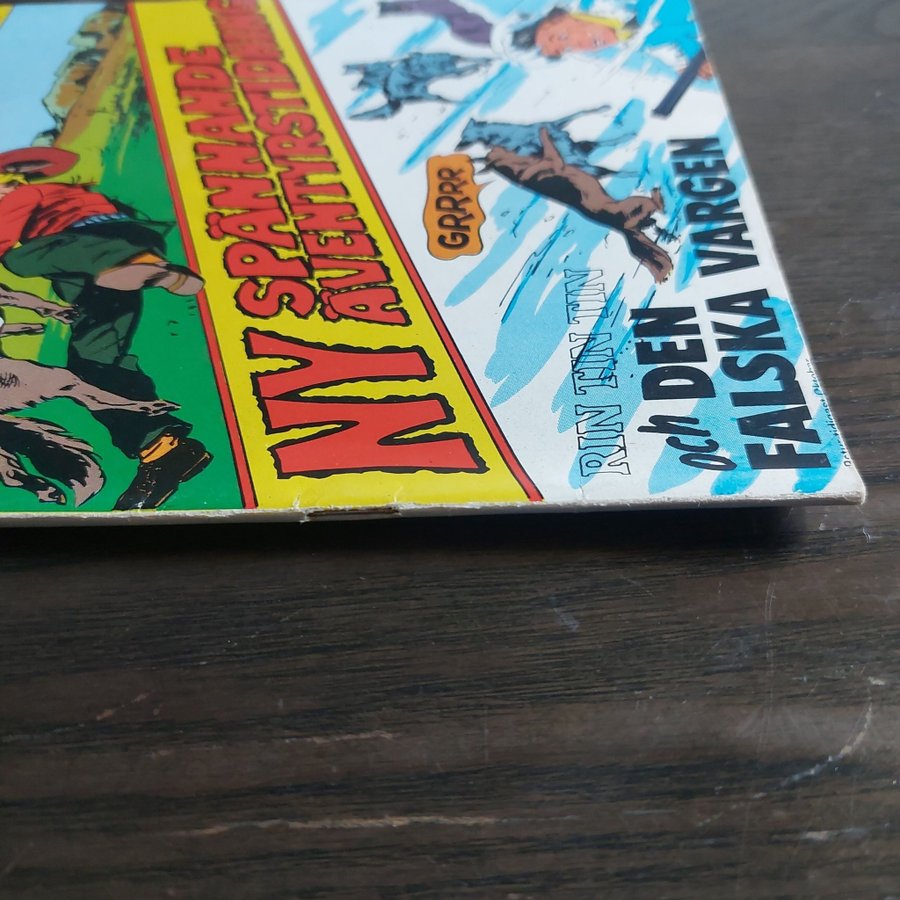 NY SPÄNNANDE
ÄVENTYRSTIDNING
GRRRR
RIN TIN TIN
och DEN
FALSKA VARGEN